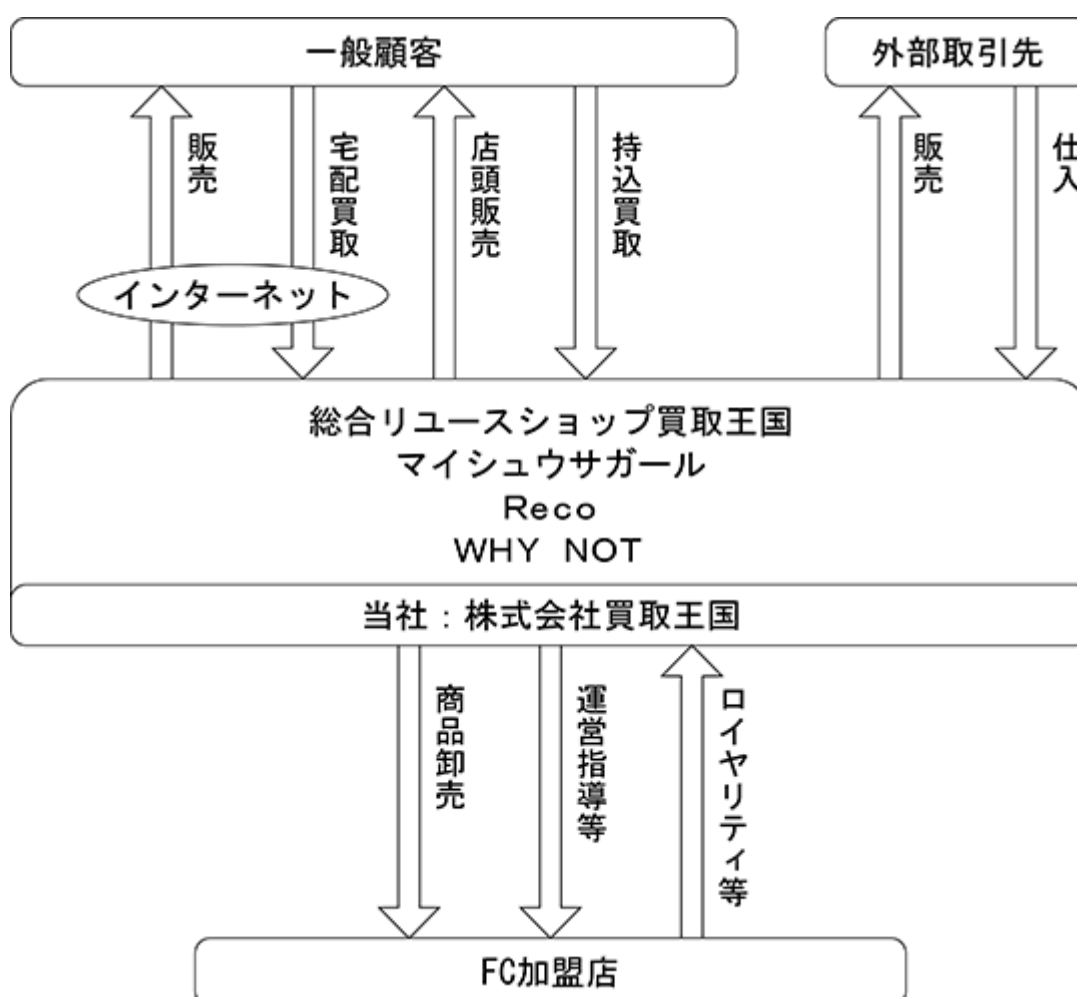 一般顧客
外部取引先
販売
宅配買取
店頭販売
持込買取
販売
仕入
インターネット
総合リユースショップ買取王国
マイシュウサガール
Reco
WHY NOT
当社：株式会社買取王国
商品卸売
運営指導等
ロイヤリティ等
FC加盟店